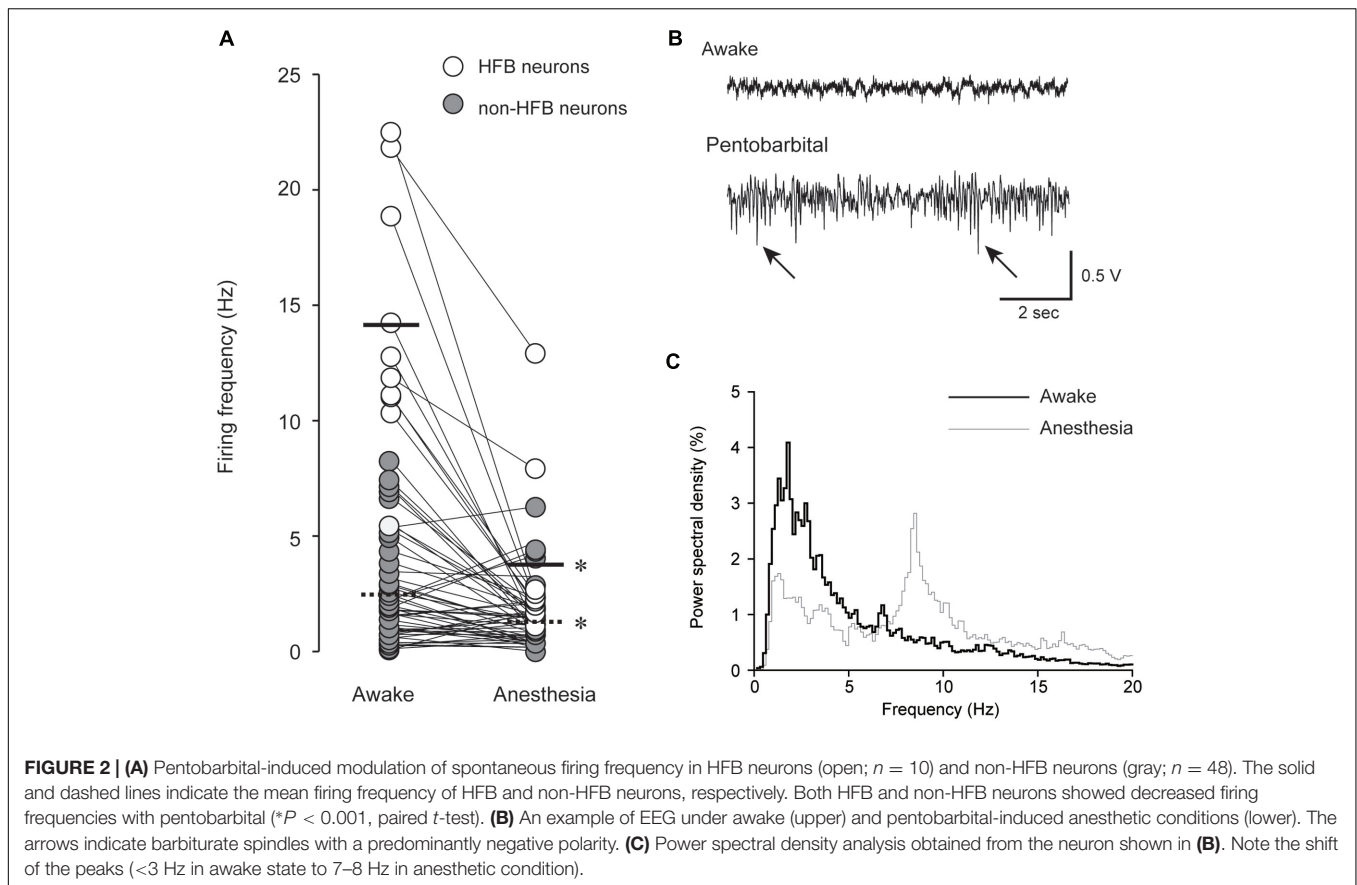 A
25
20
15
10
5
0
Firing frequency (Hz)
HFB neurons
non-HFB neurons
*
*
Awake
Anesthesia
B
Awake
Pentobarbital
0.5 V
2 sec
C
5
4
3
2
1
0
Power spectral density (%)
Awake
Anesthesia
0
5
10
15
20
Frequency (Hz)
FIGURE 2 | (A) Pentobarbital-induced modulation of spontaneous firing frequency in HFB neurons (open; n = 10) and non-HFB neurons (gray; n = 48). The solid
and dashed lines indicate the mean firing frequency of HFB and non-HFB neurons, respectively. Both HFB and non-HFB neurons showed decreased firing
frequencies with pentobarbital (*P < 0.001, paired t-test). (B) An example of EEG under awake (upper) and pentobarbital-induced anesthetic conditions (lower). The
arrows indicate barbiturate spindles with a predominantly negative polarity. (C) Power spectral density analysis obtained from the neuron shown in (B). Note the shift
of the peaks (<3 Hz in awake state to 7–8 Hz in anesthetic condition).